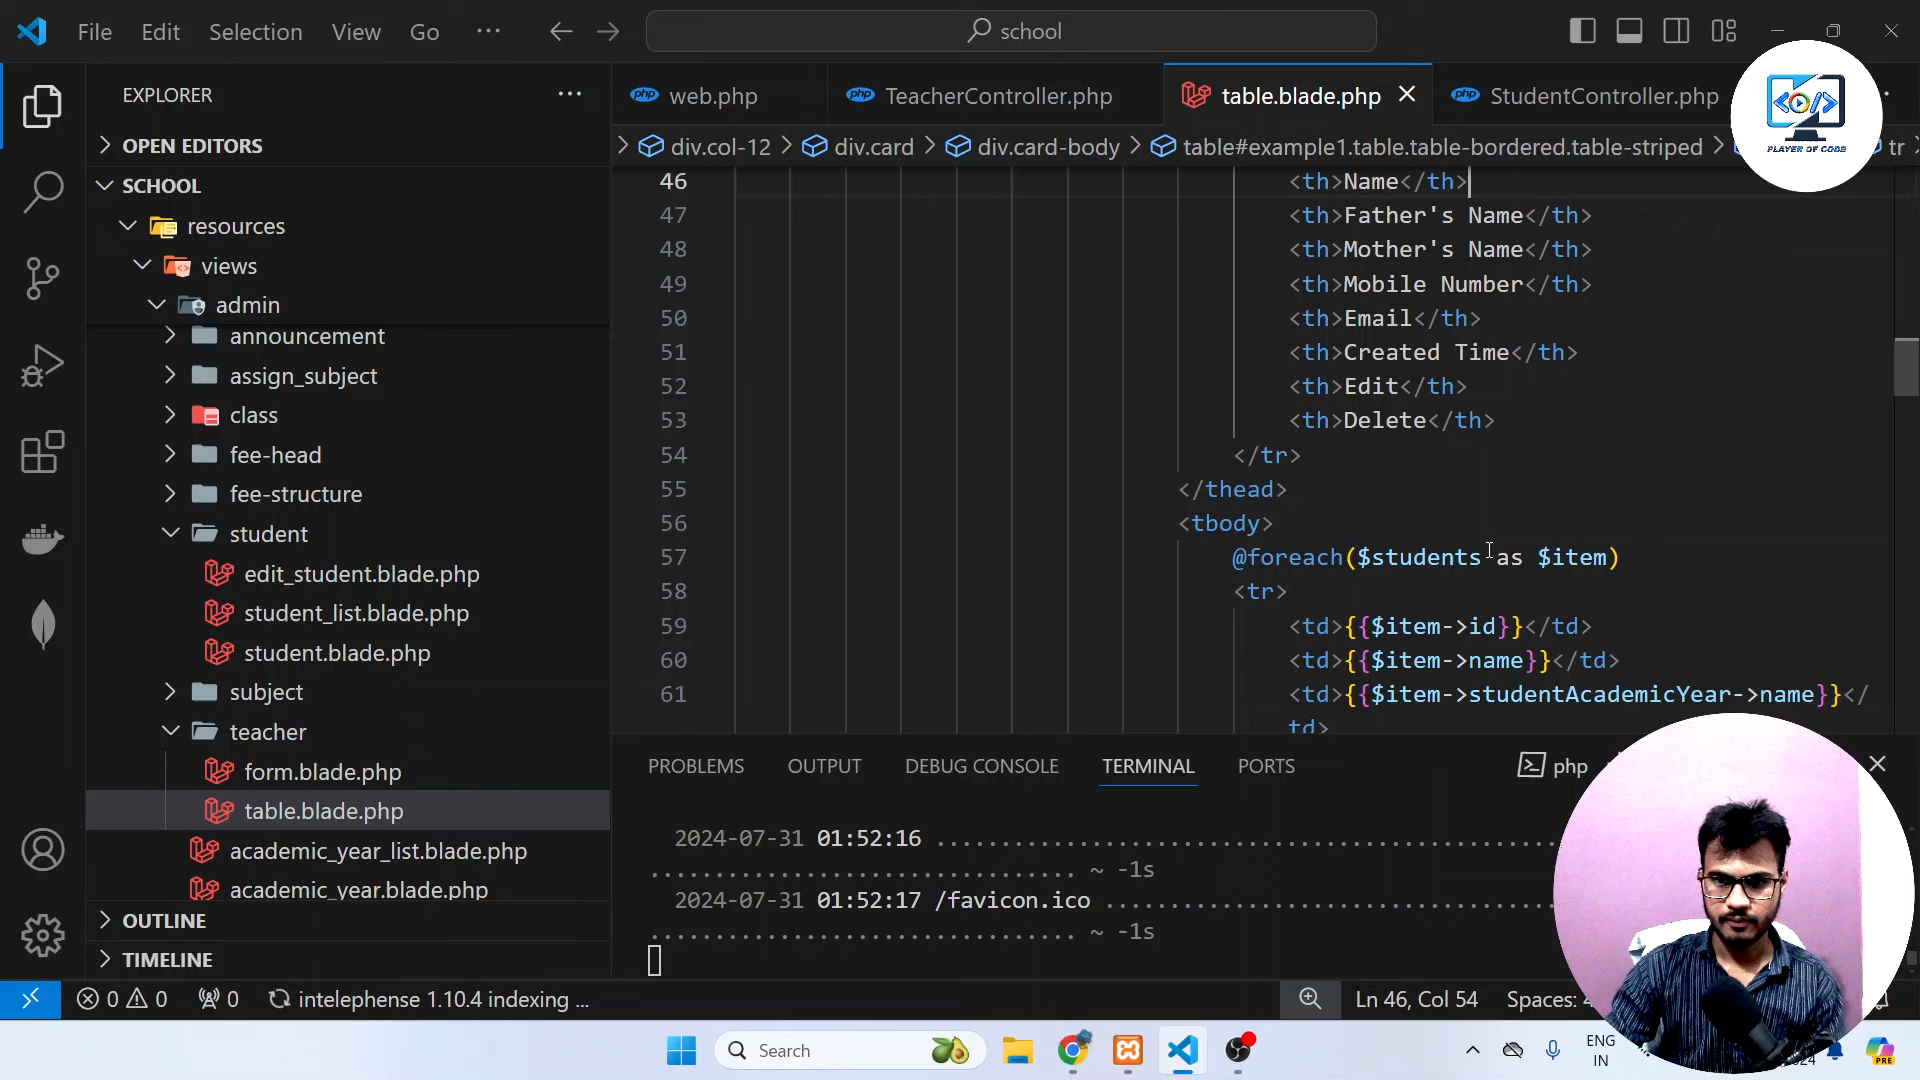 File Edit Selection View Go ··· school
EXPLORER ···
web.php TeacherController.php table.blade.php StudentController.php
PLAYER OF CODE
OPEN EDITORS
div.col-12 > div.card > div.card-body > table#example1.table.table-bordered.table-striped > tr
SCHOOL
resources
views
admin
announcement
assign_subject
class
fee-head
fee-structure
student
edit_student.blade.php
student_list.blade.php
student.blade.php
subject
teacher
form.blade.php
table.blade.php
academic_year_list.blade.php
academic_year.blade.php
OUTLINE
TIMELINE
46 <th>Name</th>
47 <th>Father's Name</th>
48 <th>Mother's Name</th>
49 <th>Mobile Number</th>
50 <th>Email</th>
51 <th>Created Time</th>
52 <th>Edit</th>
53 <th>Delete</th>
54 </tr>
55 </thead>
56 <tbody>
57 @foreach($students as $item)
58 <tr>
59 <td>{{$item->id}}</td>
60 <td>{{$item->name}}</td>
61 <td>{{$item->studentAcademicYear->name}}</
td>
PROBLEMS OUTPUT DEBUG CONSOLE TERMINAL PORTS php
2024-07-31 01:52:16 ............................................
............................... ~ -1s
2024-07-31 01:52:17 /favicon.ico .................................
............................... ~ -1s
0 0 0 intelephense 1.10.4 indexing ... Ln 46, Col 54 Spaces:
Search ENG
IN
PRE